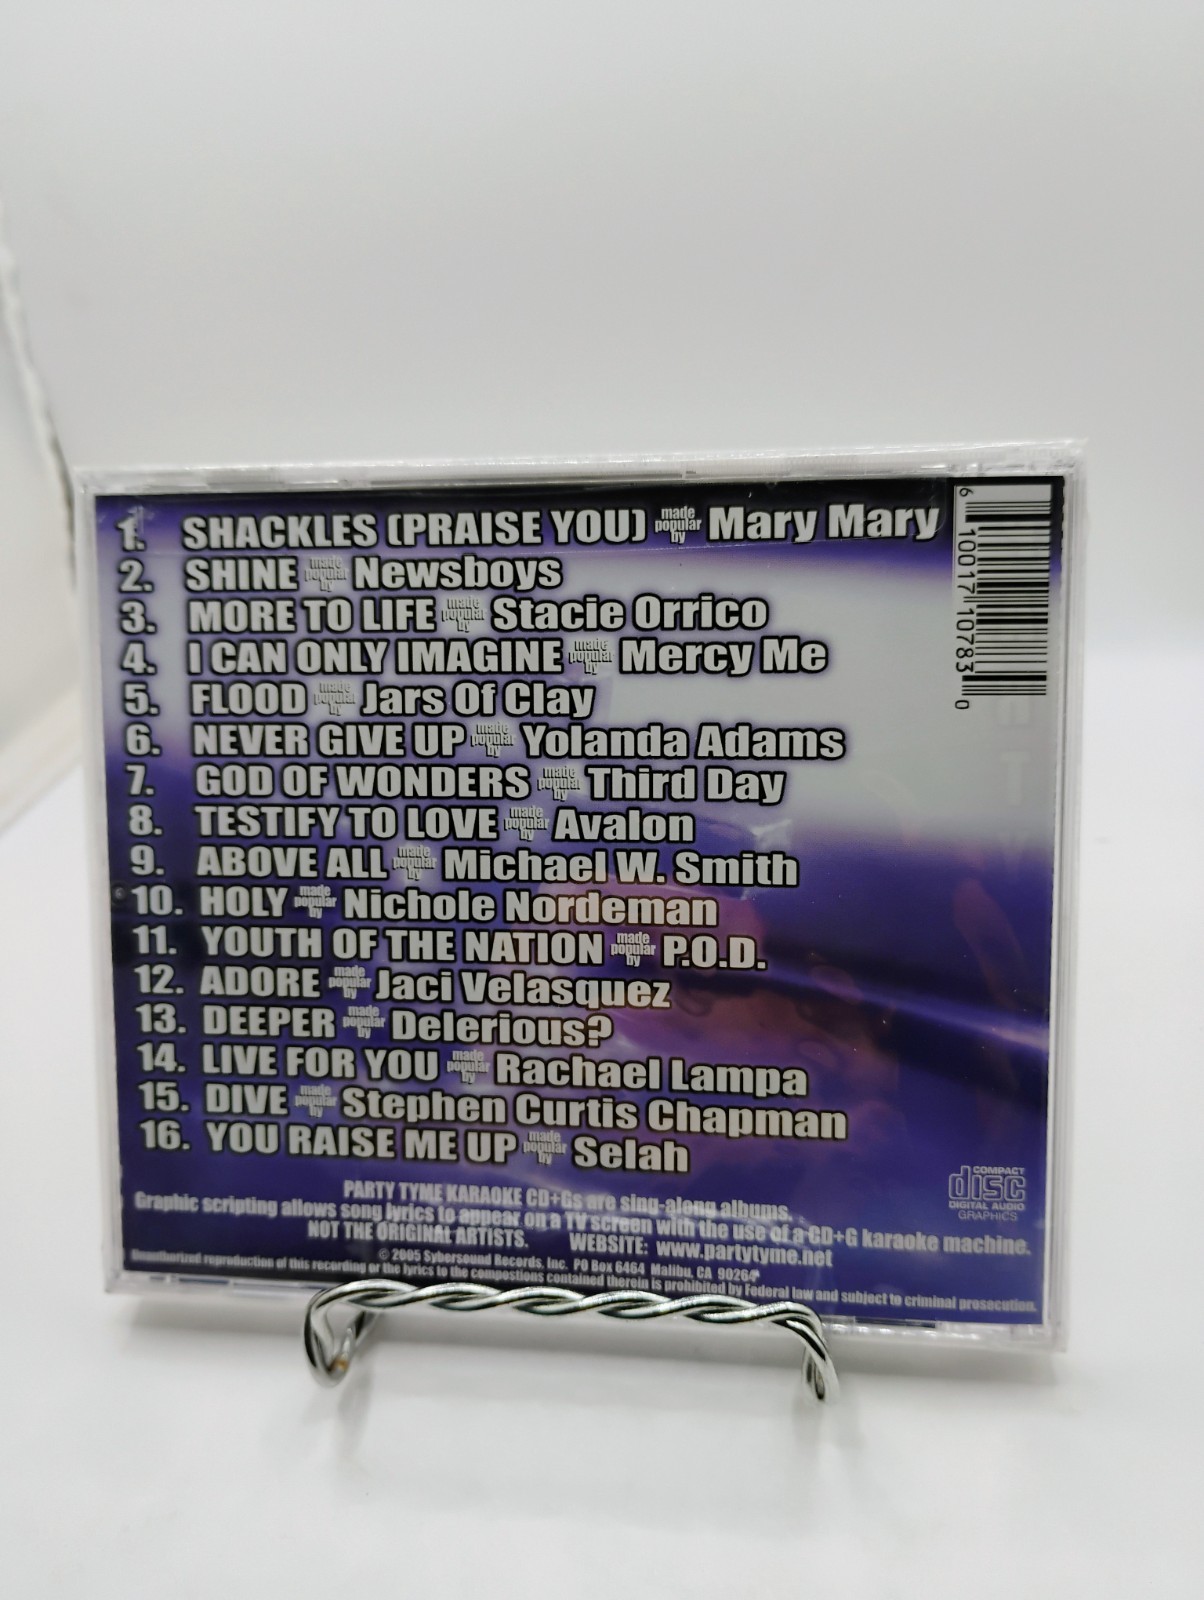 1. SHACKLES (PRAISE YOU) made popular by Mary Mary
2. SHINE made popular by Newsboys
3. MORE TO LIFE made popular by Stacie Orrico
4. I CAN ONLY IMAGINE made popular by Mercy Me
5. FLOOD made popular by Jars Of Clay
6. NEVER GIVE UP made popular by Yolanda Adams
7. GOD OF WONDERS made popular by Third Day
8. TESTIFY TO LOVE made popular by Avalon
9. ABOVE ALL made popular by Michael W. Smith
10. HOLY made popular by Nichole Nordeman
11. YOUTH OF THE NATION made popular by P.O.D.
12. ADORE made popular by Jaci Velasquez
13. DEEPER made popular by Delerious?
14. LIVE FOR YOU made popular by Rachael Lampa
15. DIVE made popular by Stephen Curtis Chapman
16. YOU RAISE ME UP made popular by Selah
6 10017 10783 0
COMPACT
disc
DIGITAL AUDIO
GRAPHICS
PARTY TYME KARAOKE CD+Gs are sing-along albums.
Graphic scripting allows song lyrics to appear on a TV screen with the use of a CD+G karaoke machine.
NOT THE ORIGINAL ARTISTS. WEBSITE: www.partytyme.net
© 2005 Sybersound Records, Inc. PO Box 6464 Malibu, CA 90264
Unauthorized reproduction of this recording or the lyrics to the compostions contained therein is prohibited by Federal law and subject to criminal prosecution.